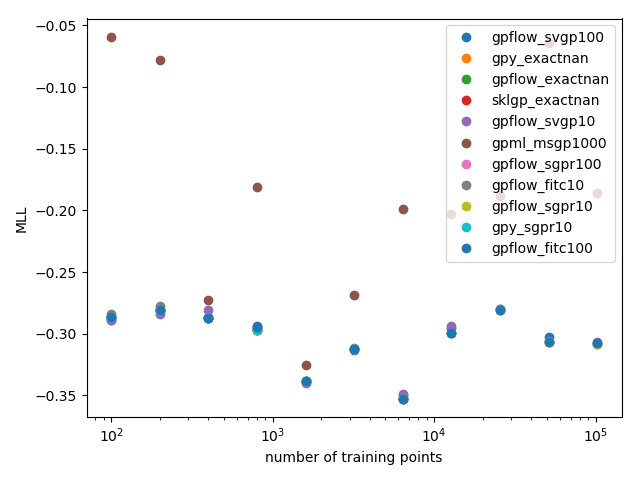 −0.05
−0.10
−0.15
−0.20
−0.25
−0.30
−0.35
MLL
gpflow_svgp100
gpy_exactnan
gpflow_exactnan
sklgp_exactnan
gpflow_svgp10
gpml_msgp1000
gpflow_sgpr100
gpflow_fitc10
gpflow_sgpr10
gpy_sgpr10
gpflow_fitc100
10² 10³ 10⁴ 10⁵
number of training points